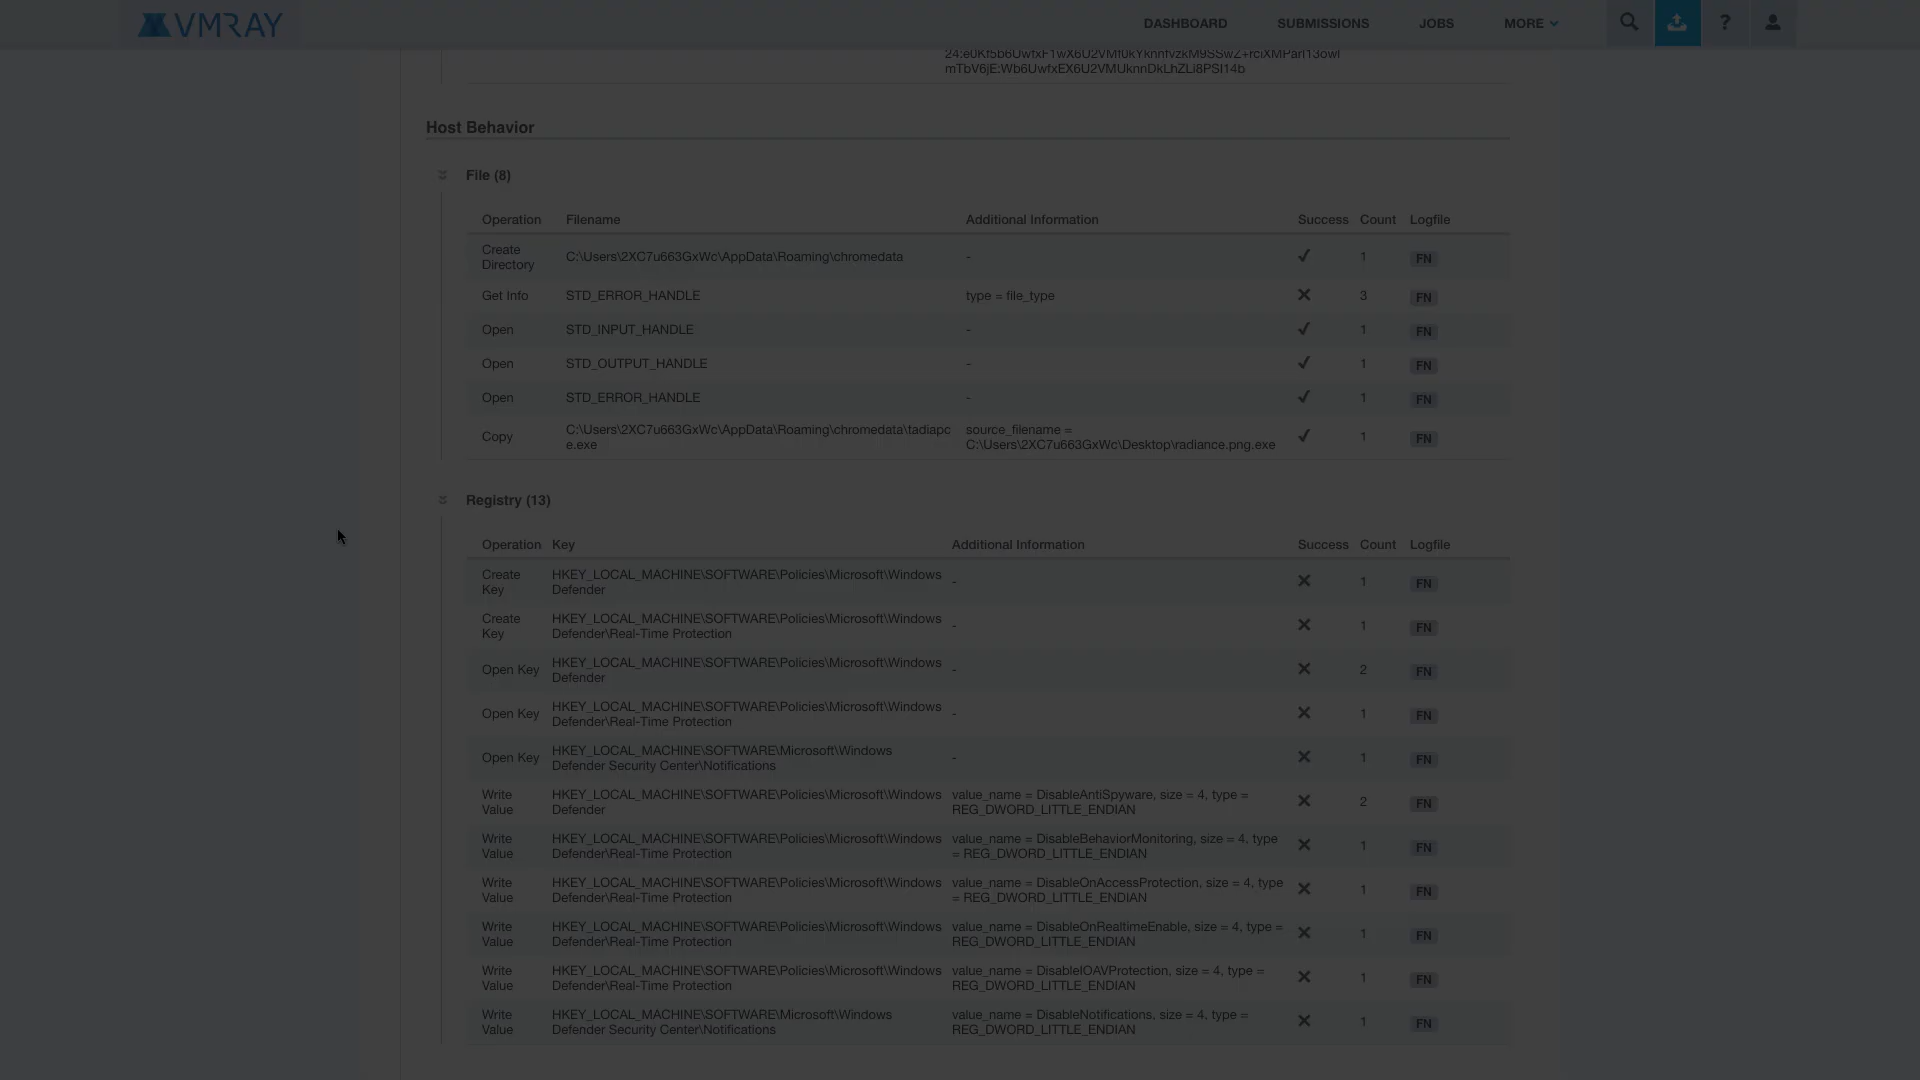 VMRAY
DASHBOARD SUBMISSIONS JOBS MORE ?
mTbV6jE:Wb6UwfxEX6U2VMUknnDkLhZLi8PSI14b
Host Behavior
File (8)
Operation Filename Additional Information Success Count Logfile
Create
Directory
C:\Users\2XC7u663GxWc\AppData\Roaming\chromedata - 1 FN
Get Info STD_ERROR_HANDLE type = file_type 3 FN
Open STD_INPUT_HANDLE - 1 FN
Open STD_OUTPUT_HANDLE - 1 FN
Open STD_ERROR_HANDLE - 1 FN
Copy
C:\Users\2XC7u663GxWc\AppData\Roaming\chromedata\tadiapc
e.exe
source_filename =
C:\Users\2XC7u663GxWc\Desktop\radiance.png.exe
1 FN
Registry (13)
Operation Key Additional Information Success Count Logfile
Create
Key
HKEY_LOCAL_MACHINE\SOFTWARE\Policies\Microsoft\Windows
Defender
- 1 FN
Create
Key
HKEY_LOCAL_MACHINE\SOFTWARE\Policies\Microsoft\Windows
Defender\Real-Time Protection
- 1 FN
Open Key
HKEY_LOCAL_MACHINE\SOFTWARE\Policies\Microsoft\Windows
Defender
- 2 FN
Open Key
HKEY_LOCAL_MACHINE\SOFTWARE\Policies\Microsoft\Windows
Defender\Real-Time Protection
- 1 FN
Open Key
HKEY_LOCAL_MACHINE\SOFTWARE\Microsoft\Windows
Defender Security Center\Notifications
- 1 FN
Write
Value
HKEY_LOCAL_MACHINE\SOFTWARE\Policies\Microsoft\Windows
Defender
value_name = DisableAntiSpyware, size = 4, type =
REG_DWORD_LITTLE_ENDIAN
2 FN
Write
Value
HKEY_LOCAL_MACHINE\SOFTWARE\Policies\Microsoft\Windows
Defender\Real-Time Protection
value_name = DisableBehaviorMonitoring, size = 4, type
= REG_DWORD_LITTLE_ENDIAN
1 FN
Write
Value
HKEY_LOCAL_MACHINE\SOFTWARE\Policies\Microsoft\Windows
Defender\Real-Time Protection
value_name = DisableOnAccessProtection, size = 4, type
= REG_DWORD_LITTLE_ENDIAN
1 FN
Write
Value
HKEY_LOCAL_MACHINE\SOFTWARE\Policies\Microsoft\Windows
Defender\Real-Time Protection
value_name = DisableOnRealtimeEnable, size = 4, type =
REG_DWORD_LITTLE_ENDIAN
1 FN
Write
Value
HKEY_LOCAL_MACHINE\SOFTWARE\Policies\Microsoft\Windows
Defender\Real-Time Protection
value_name = DisableIOAVProtection, size = 4, type =
REG_DWORD_LITTLE_ENDIAN
1 FN
Write
Value
HKEY_LOCAL_MACHINE\SOFTWARE\Microsoft\Windows
Defender Security Center\Notifications
value_name = DisableNotifications, size = 4, type =
REG_DWORD_LITTLE_ENDIAN
1 FN